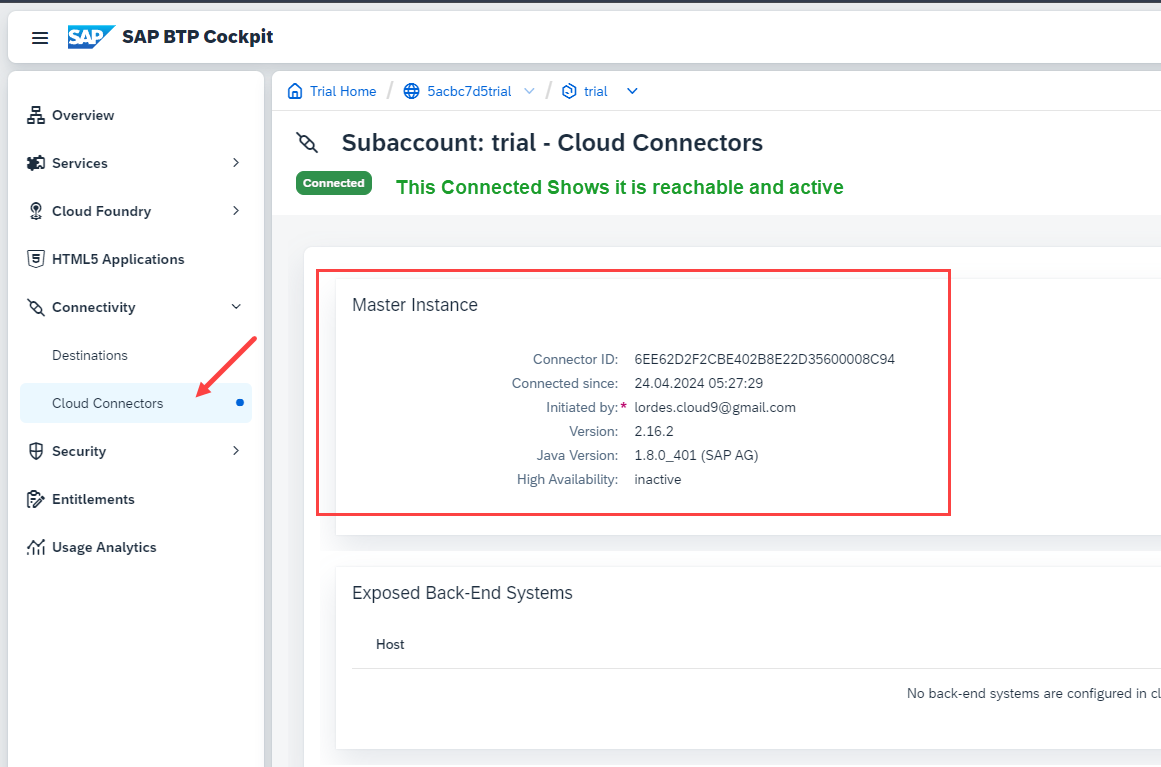 SAP SAP BTP Cockpit
Overview
Services
Cloud Foundry
HTML5 Applications
Connectivity
Destinations
Cloud Connectors
Security
Entitlements
Usage Analytics
Trial Home / 5acbc7d5trial / trial
Subaccount: trial - Cloud Connectors
Connected This Connected Shows it is reachable and active
Master Instance
Connector ID: 6EE62D2F2CBE402B8E22D35600008C94
Connected since: 24.04.2024 05:27:29
Initiated by:* lordes.cloud9@gmail.com
Version: 2.16.2
Java Version: 1.8.0_401 (SAP AG)
High Availability: inactive
Exposed Back-End Systems
Host
No back-end systems are configured in cl